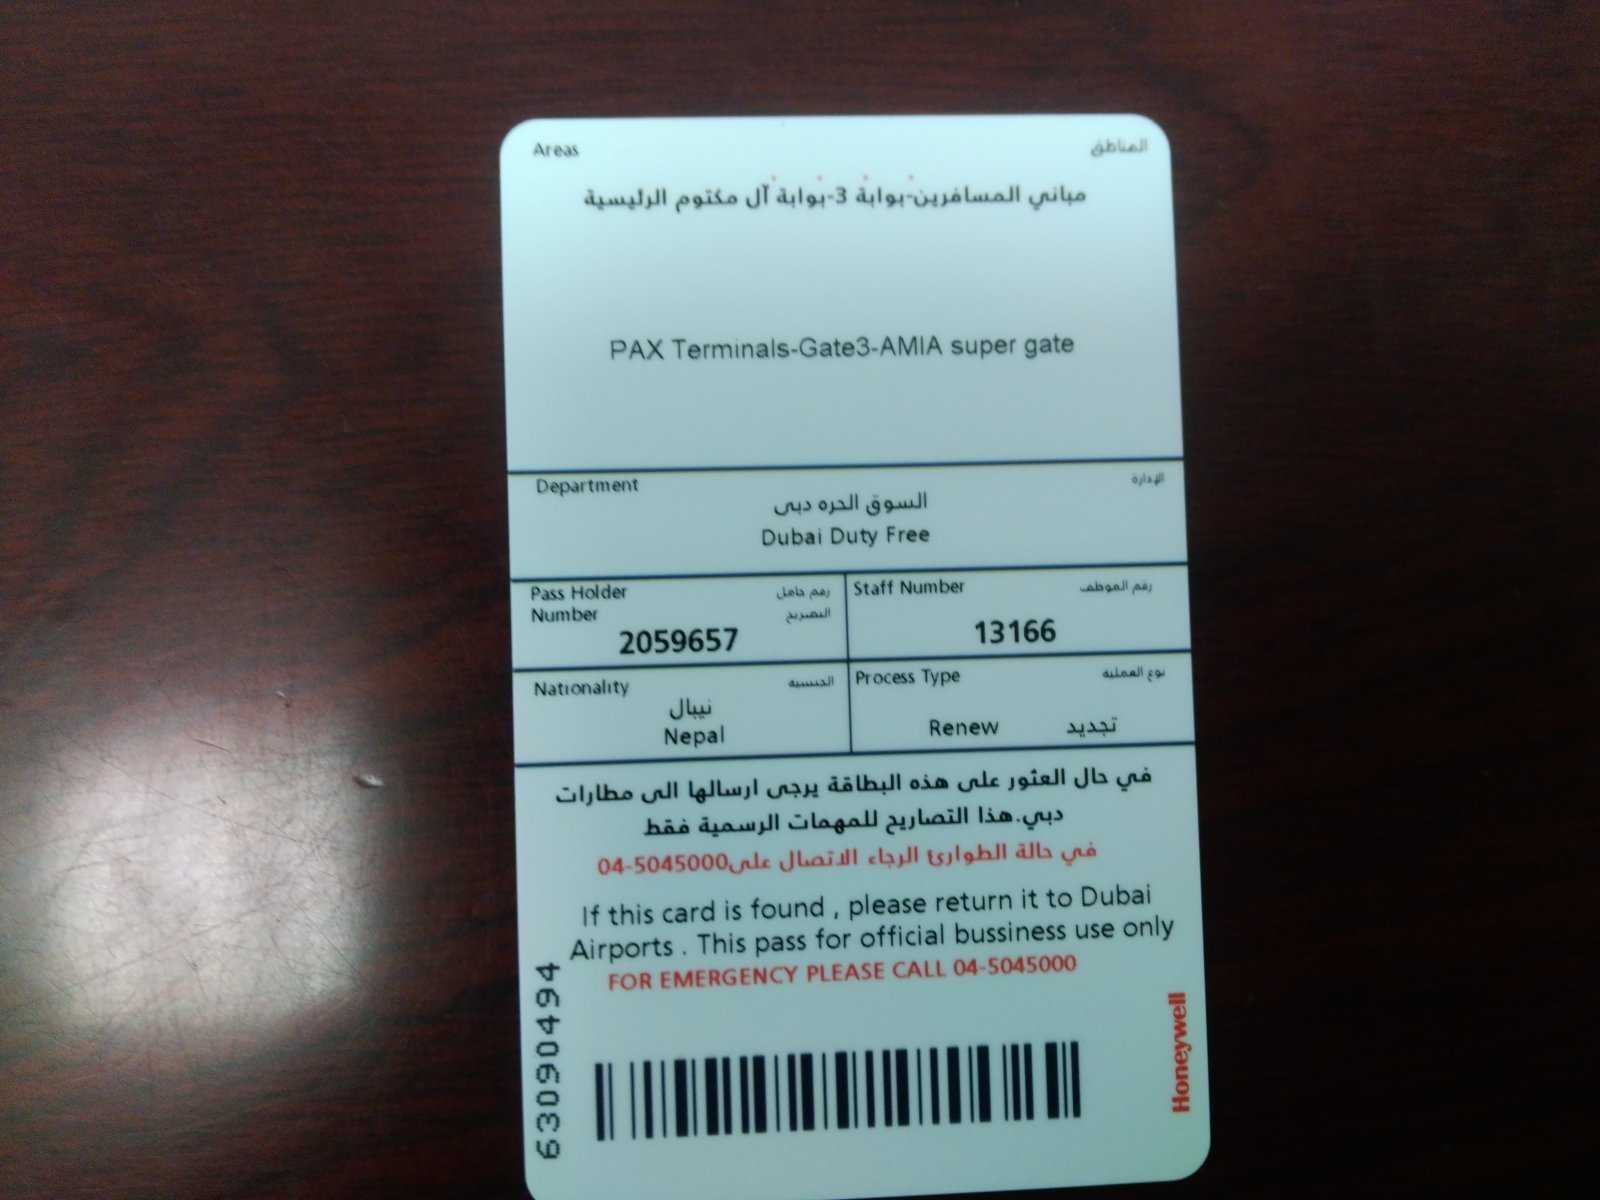 Areas المناطق
مباني المسافرين-بوابة 3-بوابة آل مكتوم الرئيسية
PAX Terminals-Gate3-AMIA super gate
Department الإدارة
السوق الحره دبى
Dubai Duty Free
Pass Holder رقم حامل
Number التصريح
2059657
Staff Number رقم الموظف
13166
Nationality الجنسية
نيبال
Nepal
Process Type نوع العملية
Renew تجديد
في حال العثور على هذه البطاقة يرجى ارسالها الى مطارات
دبي.هذا التصاريح للمهمات الرسمية فقط
في حالة الطوارئ الرجاء الاتصال على04-5045000
If this card is found , please return it to Dubai
Airports . This pass for official bussiness use only
FOR EMERGENCY PLEASE CALL 04-5045000
63090494
Honeywell